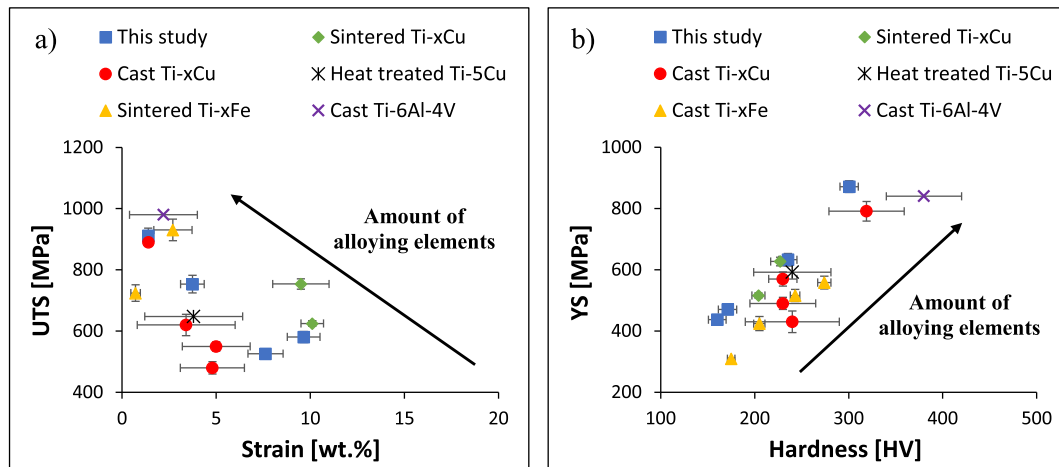 a)
This study
Sintered Ti-xCu
Cast Ti-xCu
Heat treated Ti-5Cu
Sintered Ti-xFe
Cast Ti-6Al-4V
1200
1000
800
600
400
UTS [MPa]
Amount of
alloying elements
0
5
10
15
20
Strain [wt.%]
b)
This study
Sintered Ti-xCu
Cast Ti-xCu
Heat treated Ti-5Cu
Cast Ti-xFe
Cast Ti-6Al-4V
1000
800
600
400
200
YS [MPa]
Amount of
alloying elements
100
200
300
400
500
Hardness [HV]